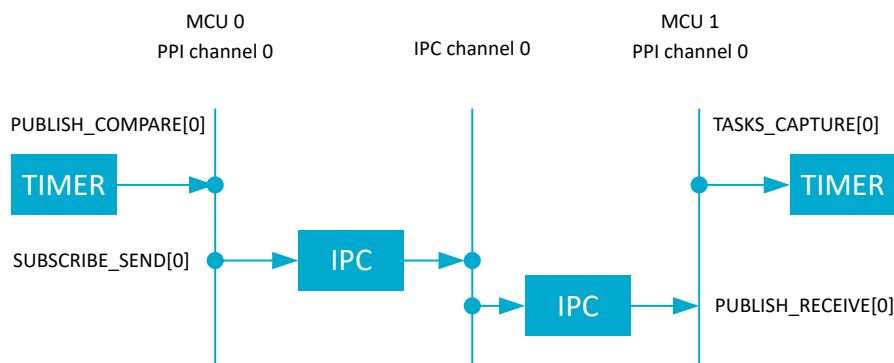 MCU 0
PPI channel 0
IPC channel 0
MCU 1
PPI channel 0
PUBLISH_COMPARE[0]
TASKS_CAPTURE[0]
TIMER
TIMER
SUBSCRIBE_SEND[0]
IPC
IPC
PUBLISH_RECEIVE[0]